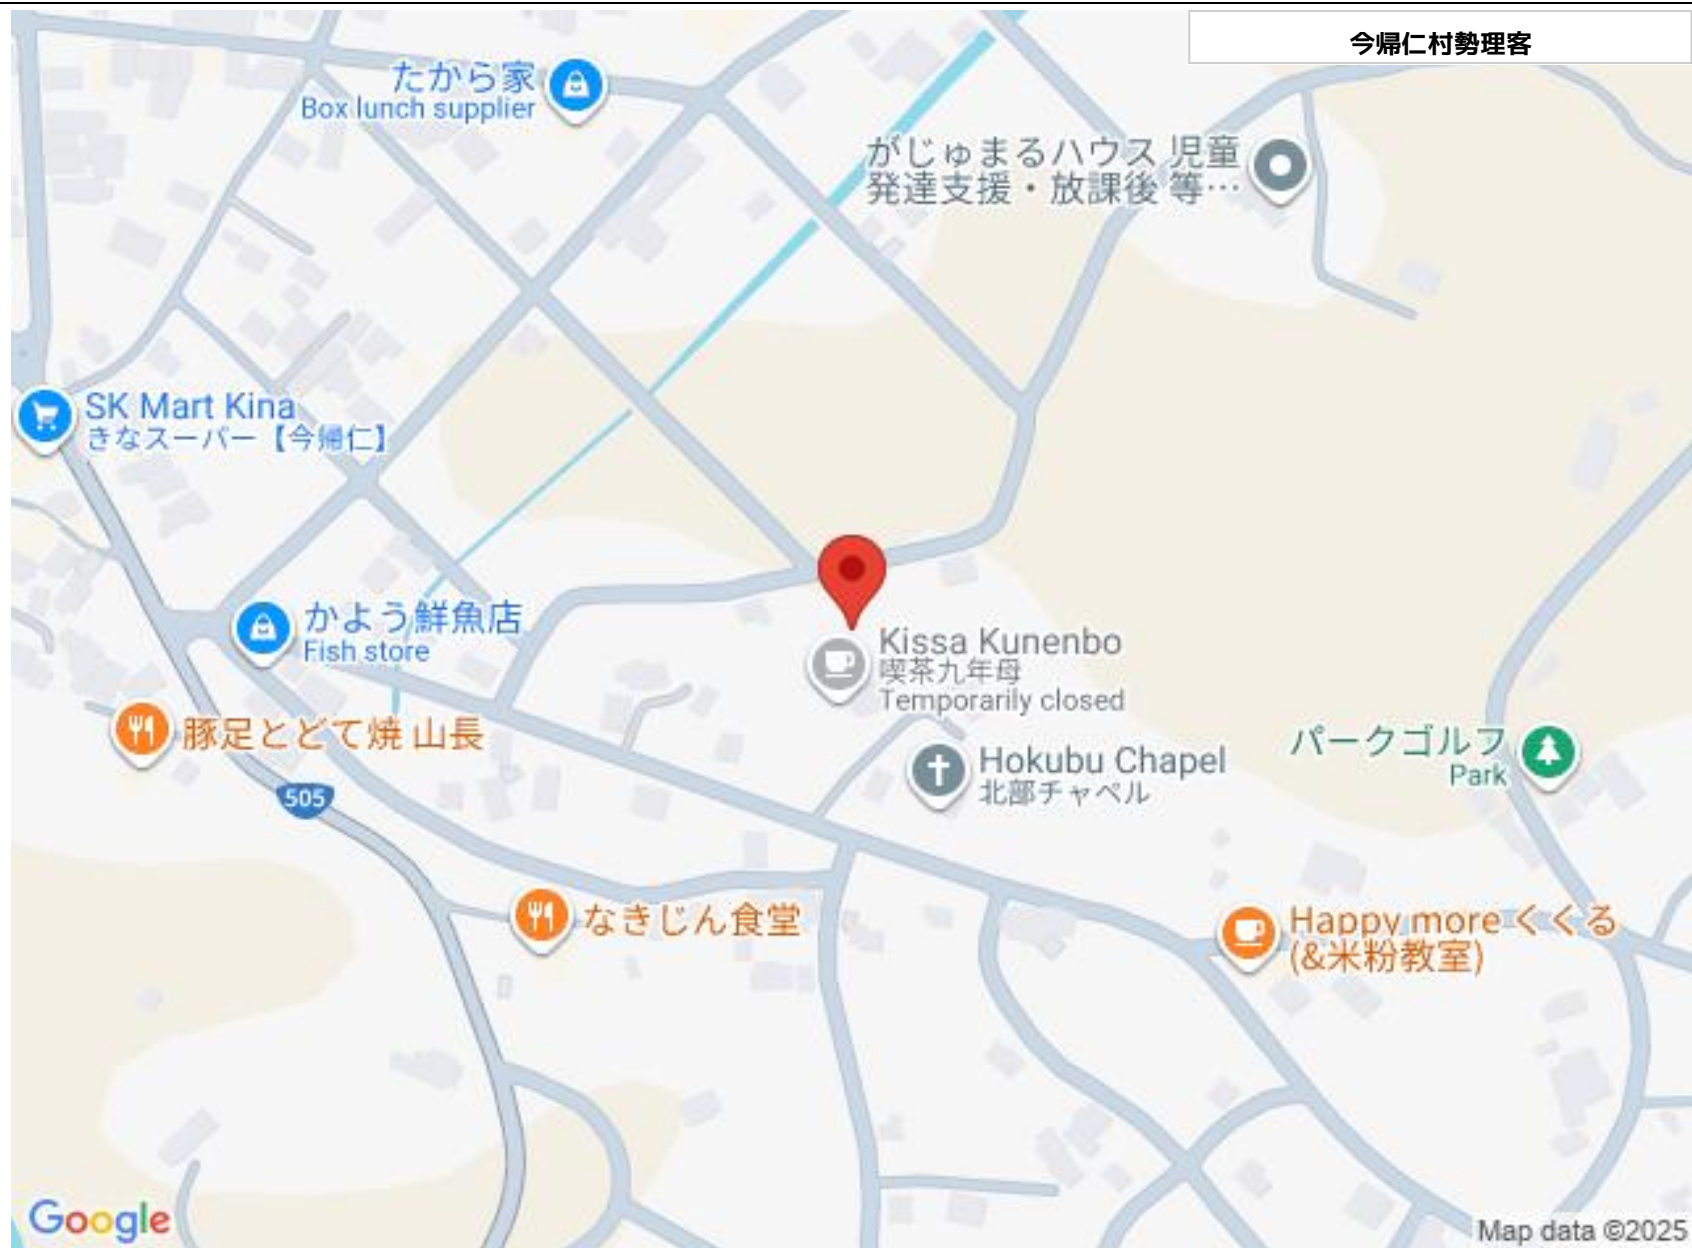 今帰仁村勢理客
たから家
Box lunch supplier
がじゅまるハウス 児童
発達支援・放課後 等…
SK Mart Kina
きなスーパー【今帰仁】
かよう鮮魚店
Fish store
Kissa Kunenbo
喫茶九年母
Temporarily closed
豚足とどて焼 山長
Hokubu Chapel
北部チャペル
パークゴルフ
Park
505
なきじん食堂
Happy more くくる
(&米粉教室)
Google
Map data ©2025